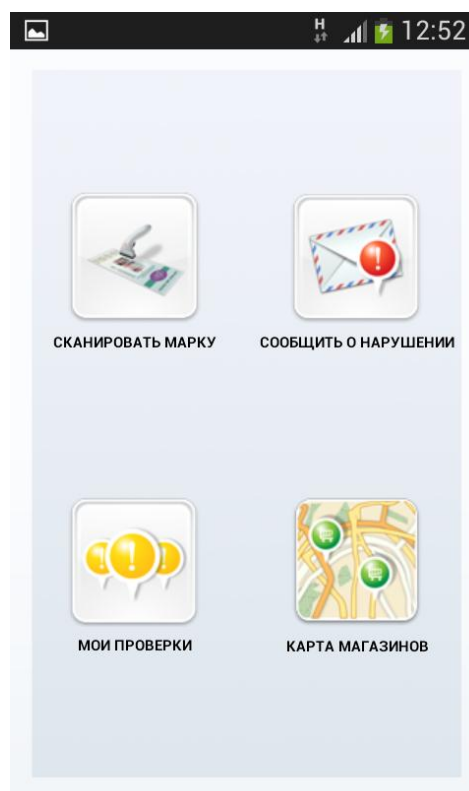 H 12:52
СКАНИРОВАТЬ МАРКУ СООБЩИТЬ О НАРУШЕНИИ
МОИ ПРОВЕРКИ КАРТА МАГАЗИНОВ